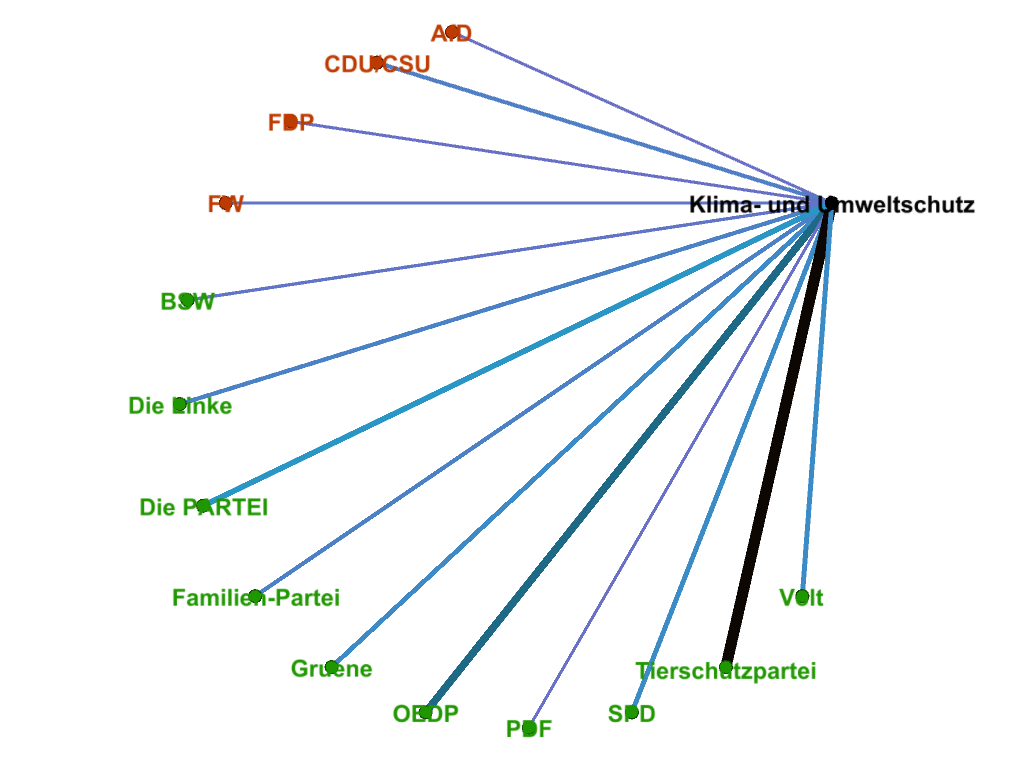 AfD
CDU/CSU
FDP
FW
Klima- und Umweltschutz
BSW
Die Linke
Die PARTEI
Familien-Partei
Volt
Gruene
Tierschutzpartei
OEDP
SPD
PDF